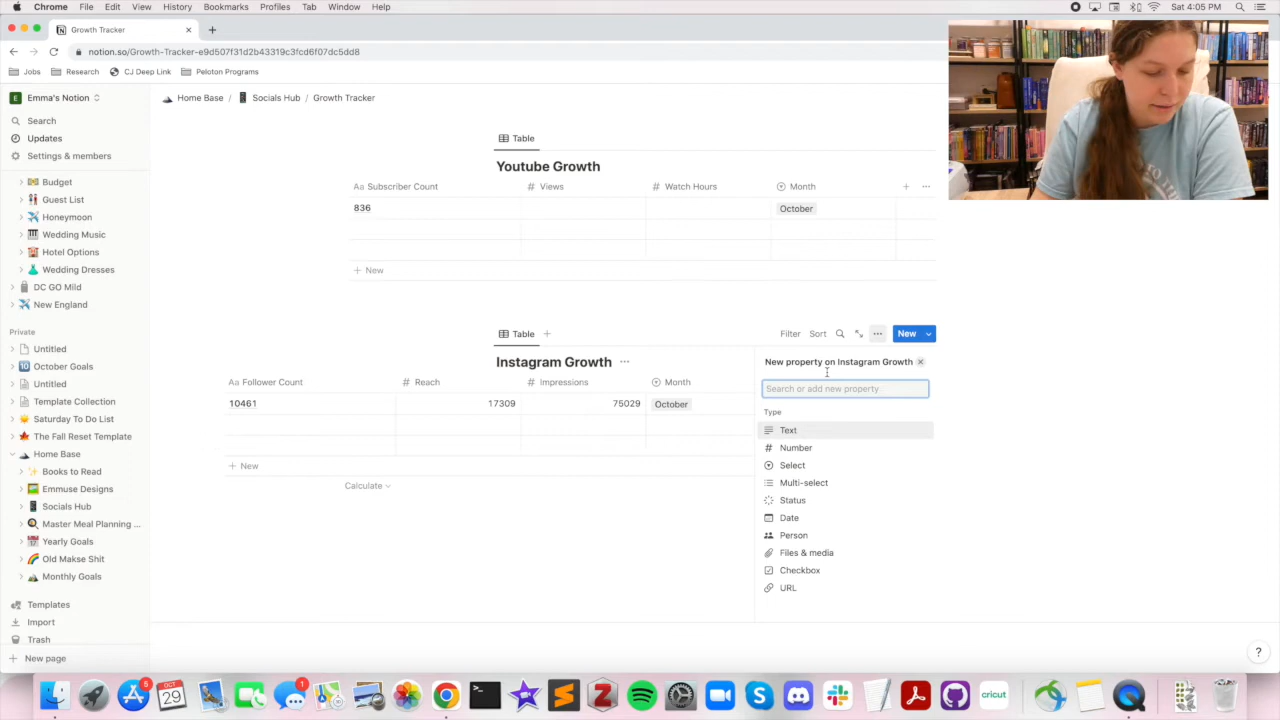 Chrome File Edit View History Bookmarks Profiles Tab Window Help Sat 4:05 PM
Growth Tracker
notion.so/Growth-Tracker-e9d507f31d2b43319c3fcd6f07dc5dd8
Jobs Research CJ Deep Link Peloton Programs
E Emma's Notion
Home Base / Socials Hub / Growth Tracker
Search
Updates
Settings & members
Budget
Guest List
Honeymoon
Wedding Music
Hotel Options
Wedding Dresses
DC GO Mild
New England
Private
Untitled
October Goals
Untitled
Template Collection
Saturday To Do List
The Fall Reset Template
Home Base
Books to Read
Emmuse Designs
Socials Hub
Master Meal Planning ...
Yearly Goals
Old Makse Shit
Monthly Goals
Templates
Import
Trash
New page
Table
Youtube Growth
Aa Subscriber Count # Views # Watch Hours Month
836 October
+ New
Table Filter Sort New
Instagram Growth
Aa Follower Count # Reach # Impressions Month
10461 17309 75029 October
+ New
Calculate
New property on Instagram Growth
Search or add new property
Type
Text
Number
Select
Multi-select
Status
Date
Person
Files & media
Checkbox
URL
?
5 OCT 29 1 cricut